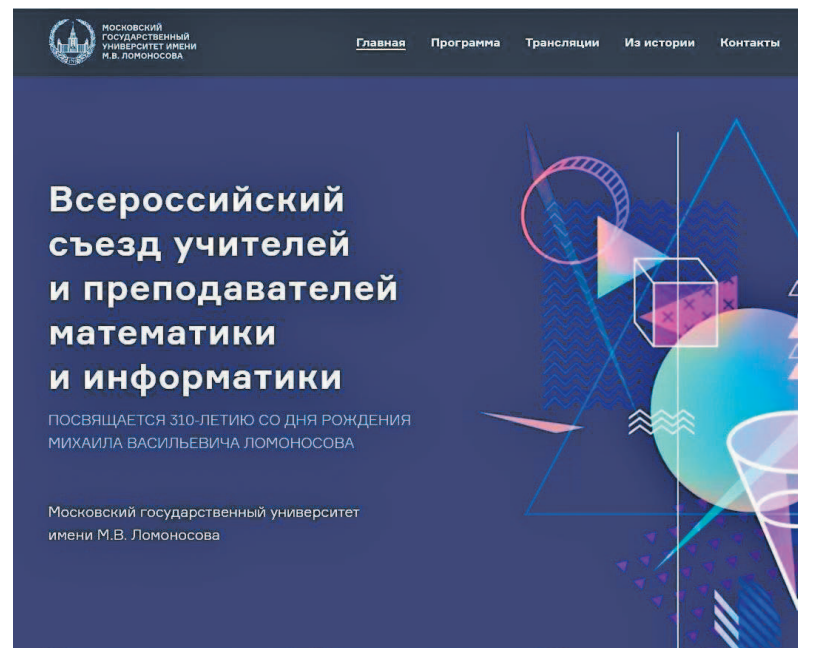 МОСКОВСКИЙ
ГОСУДАРСТВЕННЫЙ
УНИВЕРСИТЕТ ИМЕНИ
М.В. ЛОМОНОСОВА
Главная Программа Трансляции Из истории Контакты
Всероссийский
съезд учителей
и преподавателей
математики
и информатики
ПОСВЯЩАЕТСЯ 310-ЛЕТИЮ СО ДНЯ РОЖДЕНИЯ
МИХАИЛА ВАСИЛЬЕВИЧА ЛОМОНОСОВА
Московский государственный университет
имени М.В. Ломоносова